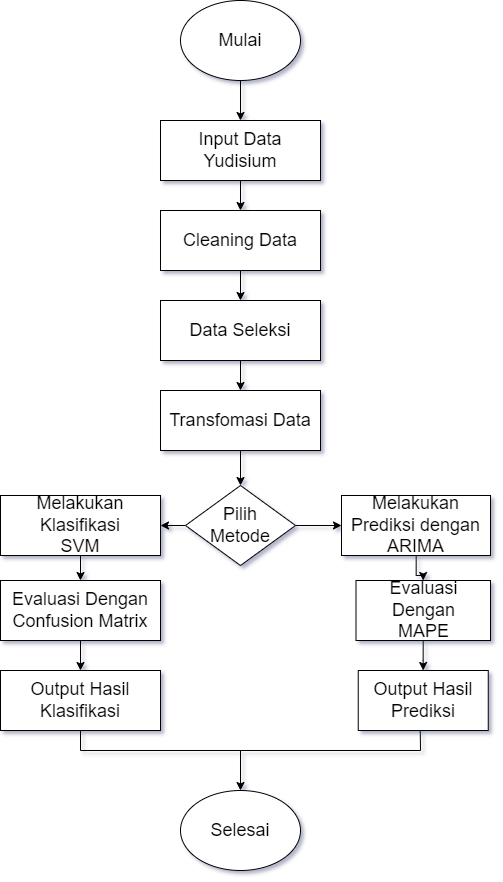 Mulai
Input Data
Yudisium
Cleaning Data
Data Seleksi
Transfomasi Data
Pilih
Metode
Melakukan
Klasifikasi
SVM
Melakukan
Prediksi dengan
ARIMA
Evaluasi Dengan
Confusion Matrix
Evaluasi
Dengan
MAPE
Output Hasil
Klasifikasi
Output Hasil
Prediksi
Selesai